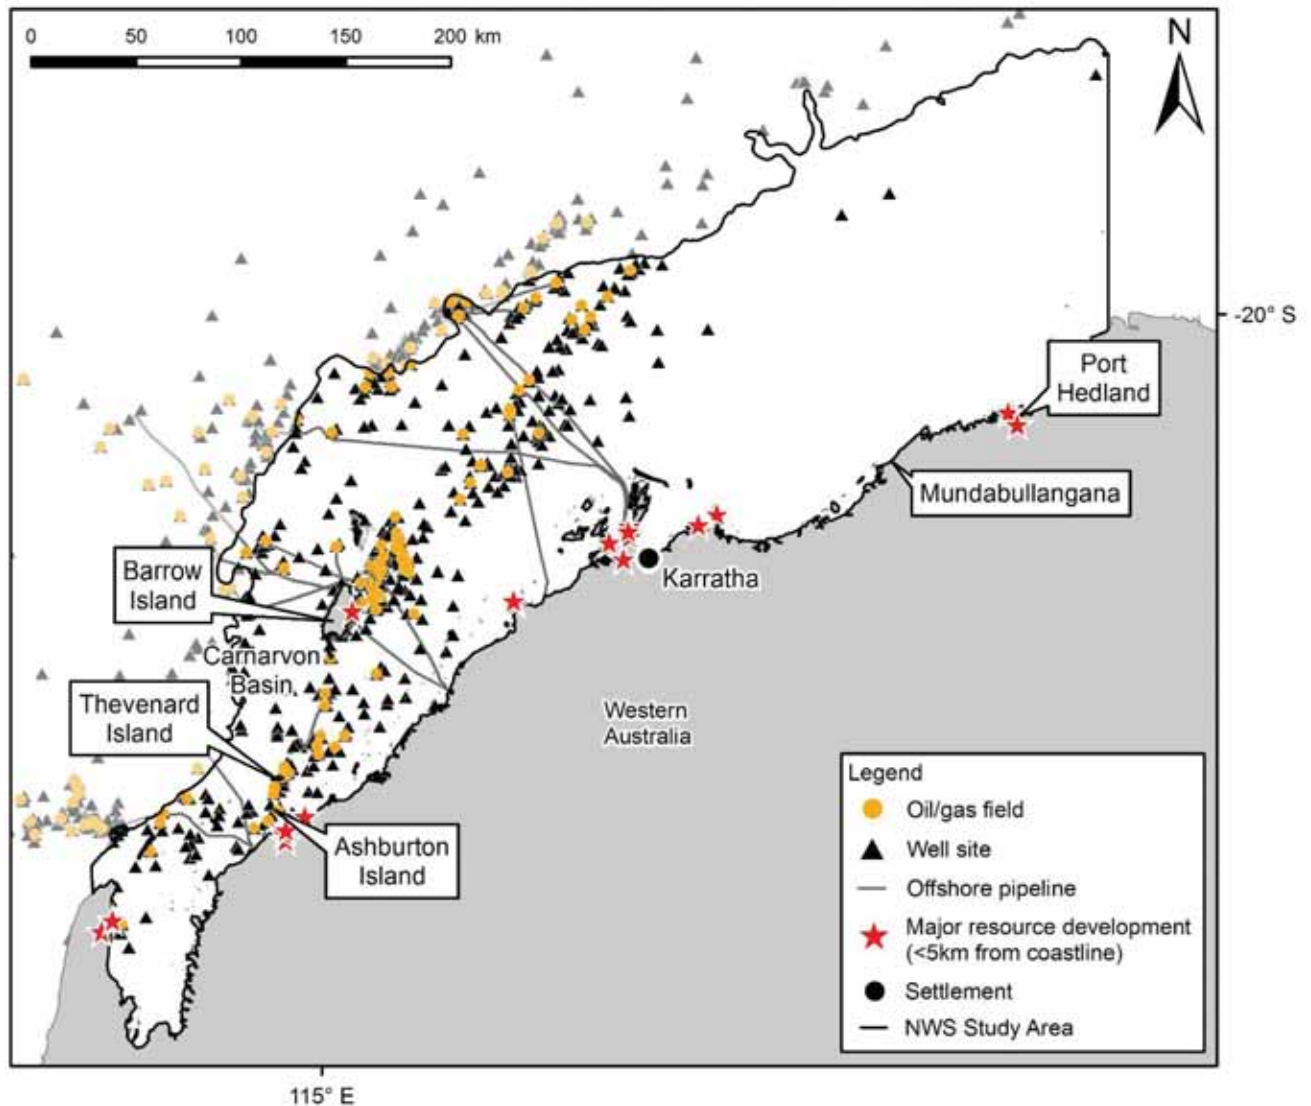 0 50 100 150 200 km
N
-20° S
Port
Hedland
Mundabullangana
Karratha
Barrow
Island
Carnarvon
Basin
Thevenard
Island
Western
Australia
Ashburton
Island
Legend
Oil/gas field
Well site
Offshore pipeline
Major resource development
(<5km from coastline)
Settlement
NWS Study Area
115° E